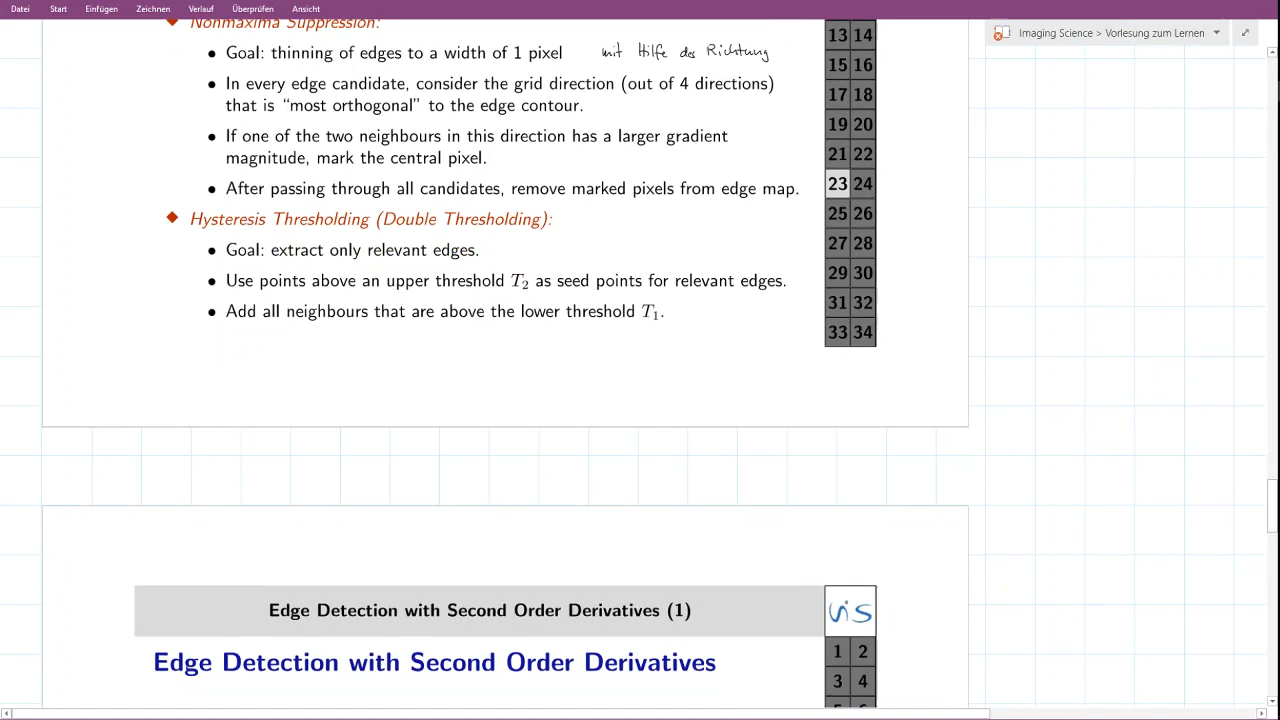 Datei Start Einfügen Zeichnen Verlauf Überprüfen Ansicht
Imaging Science > Vorlesung zum Lernen
Nonmaxima Suppression:
Goal: thinning of edges to a width of 1 pixel mit Hilfe der Richtung
In every edge candidate, consider the grid direction (out of 4 directions)
that is “most orthogonal” to the edge contour.
If one of the two neighbours in this direction has a larger gradient
magnitude, mark the central pixel.
After passing through all candidates, remove marked pixels from edge map.
Hysteresis Thresholding (Double Thresholding):
Goal: extract only relevant edges.
Use points above an upper threshold T₂ as seed points for relevant edges.
Add all neighbours that are above the lower threshold T₁.
13 14
15 16
17 18
19 20
21 22
23 24
25 26
27 28
29 30
31 32
33 34
Edge Detection with Second Order Derivatives (1)
Edge Detection with Second Order Derivatives
1 2
3 4
5 6